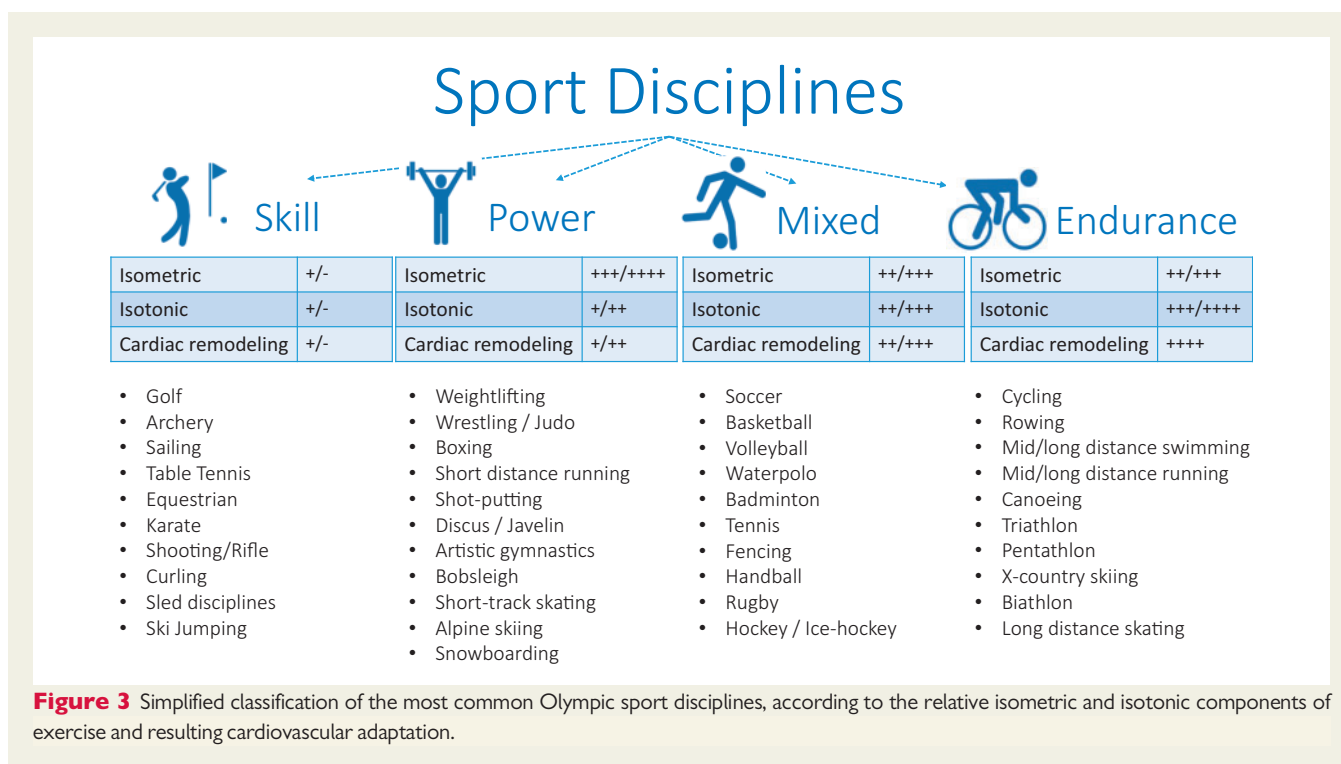 Sport Disciplines
Skill
Isometric +/-
Isotonic +/-
Cardiac remodeling +/-
• Golf
• Archery
• Sailing
• Table Tennis
• Equestrian
• Karate
• Shooting/Rifle
• Curling
• Sled disciplines
• Ski Jumping
Power
Isometric +++/++++
Isotonic +/++
Cardiac remodeling +/++
• Weightlifting
• Wrestling / Judo
• Boxing
• Short distance running
• Shot-putting
• Discus / Javelin
• Artistic gymnastics
• Bobsleigh
• Short-track skating
• Alpine skiing
• Snowboarding
Mixed
Isometric ++/+++
Isotonic ++/+++
Cardiac remodeling ++/+++
• Soccer
• Basketball
• Volleyball
• Waterpolo
• Badminton
• Tennis
• Fencing
• Handball
• Rugby
• Hockey / Ice-hockey
Endurance
Isometric ++/+++
Isotonic +++/++++
Cardiac remodeling ++++
• Cycling
• Rowing
• Mid/long distance swimming
• Mid/long distance running
• Canoeing
• Triathlon
• Pentathlon
• X-country skiing
• Biathlon
• Long distance skating
Figure 3 Simplified classification of the most common Olympic sport disciplines, according to the relative isometric and isotonic components of
exercise and resulting cardiovascular adaptation.